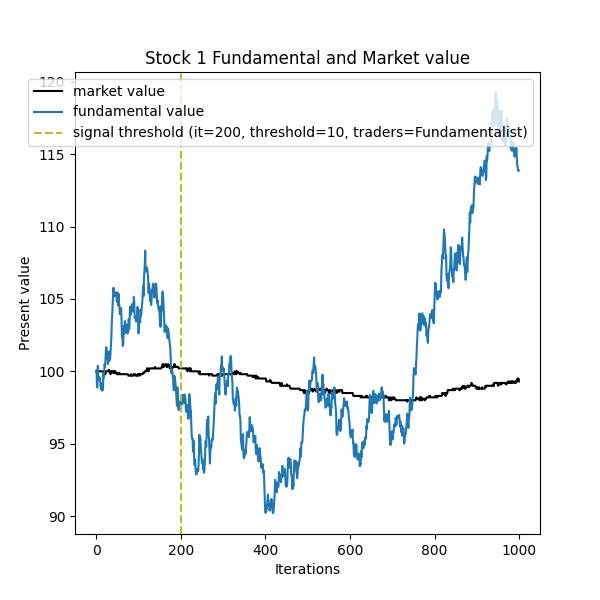 Stock 1 Fundamental and Market value
120
market value
fundamental value
signal threshold (it=200, threshold=10, traders=Fundamentalist)
115
110
105
100
95
90
Present value
0 200 400 600 800 1000
Iterations